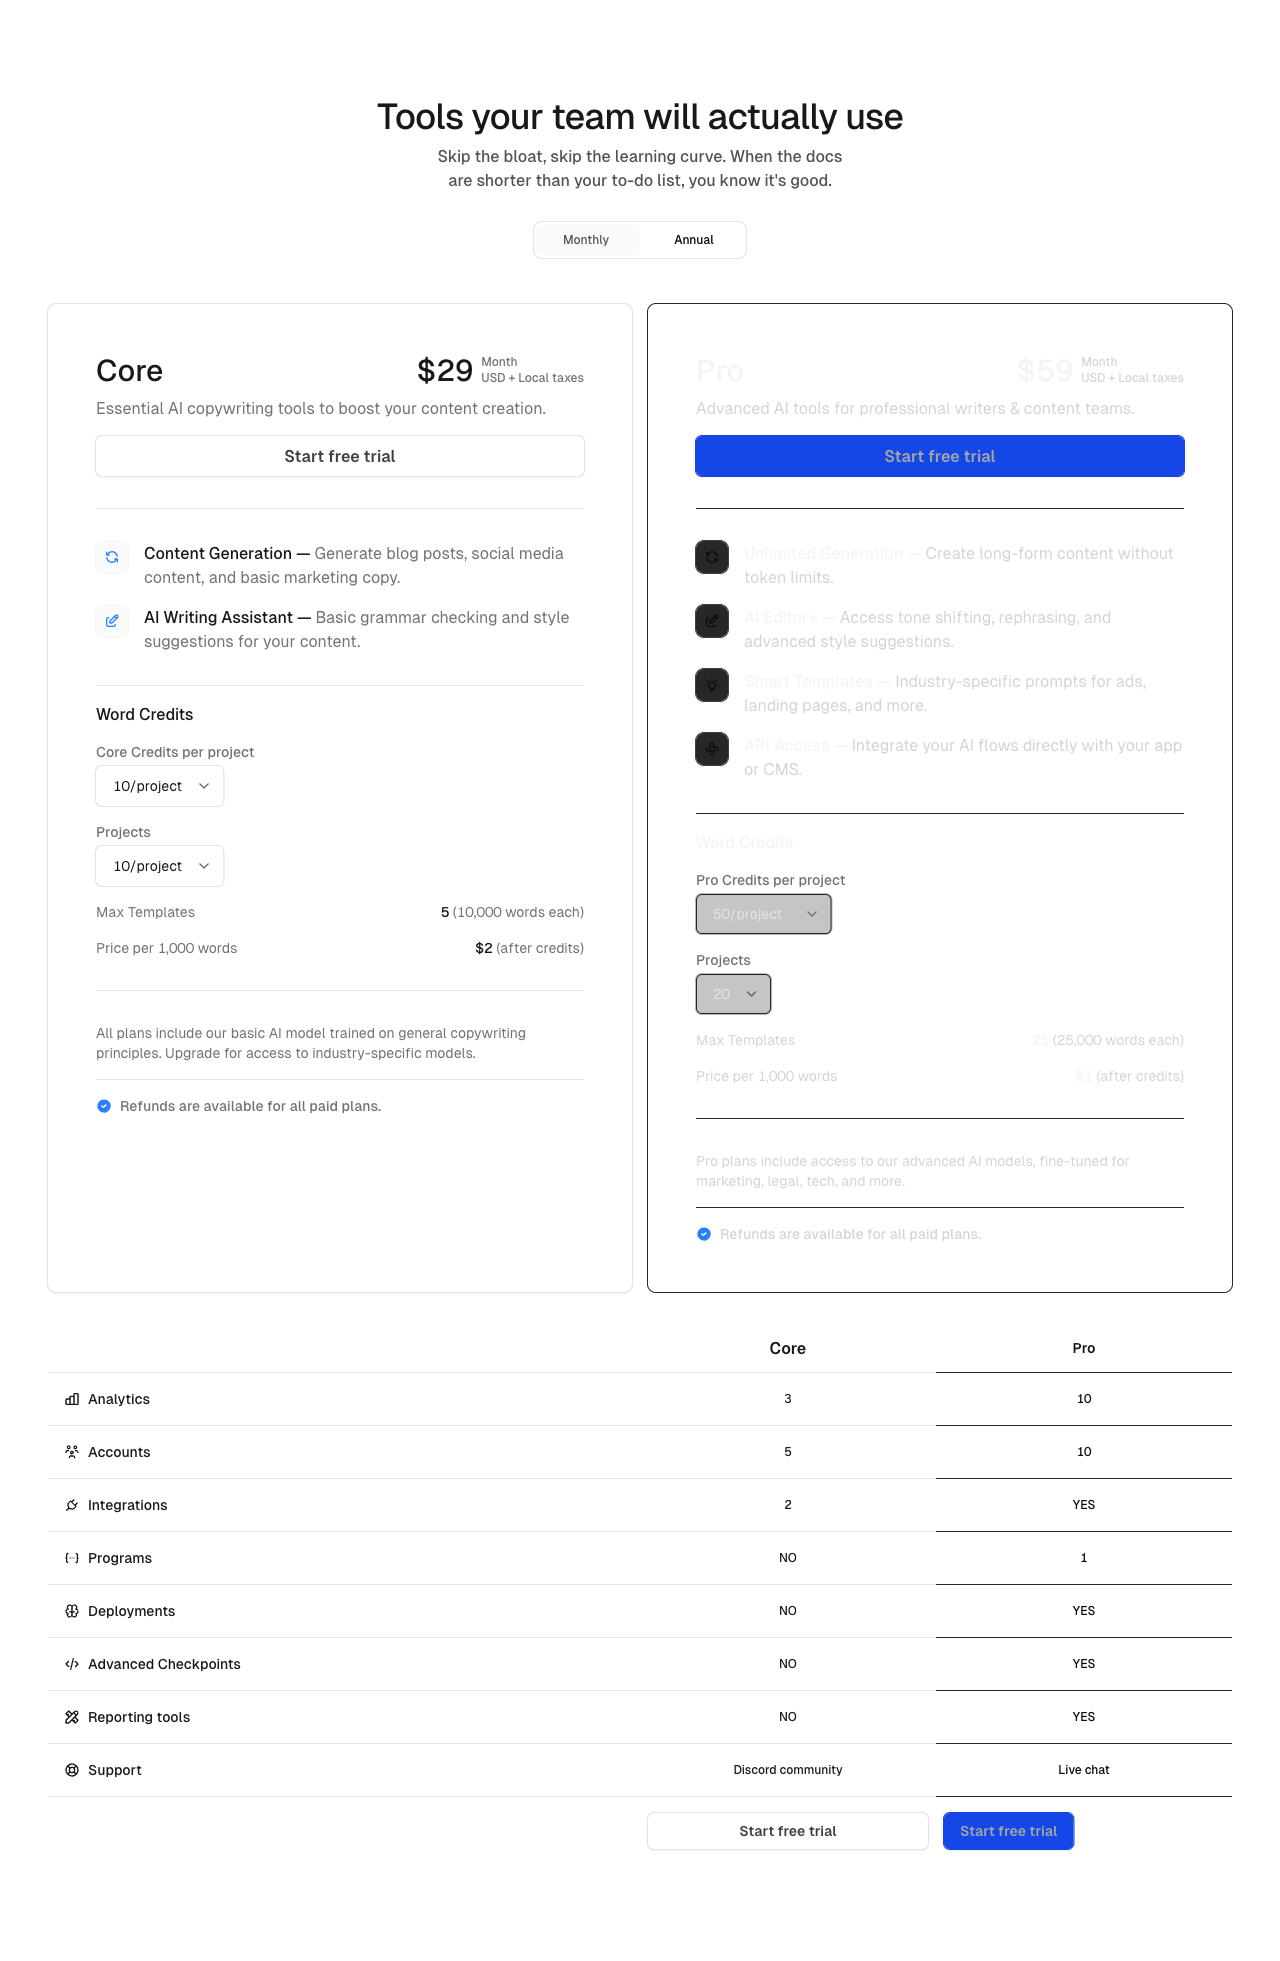 Tools your team will actually use
Skip the bloat, skip the learning curve. When the docs
are shorter than your to-do list, you know it's good.
Monthly
Annual
Core
$29
Month
USD + Local taxes
Essential AI copywriting tools to boost your content creation.
Start free trial
Content Generation — Generate blog posts, social media
content, and basic marketing copy.
AI Writing Assistant — Basic grammar checking and style
suggestions for your content.
Word Credits
Core Credits per project
10/project
Projects
10/project
Max Templates
5 (10,000 words each)
Price per 1,000 words
$2 (after credits)
All plans include our basic AI model trained on general copywriting
principles. Upgrade for access to industry-specific models.
Refunds are available for all paid plans.
Pro
$59
Month
USD + Local taxes
Advanced AI tools for professional writers & content teams.
Start free trial
Unlimited Generation — Create long-form content without
token limits.
AI Editor+ — Access tone shifting, rephrasing, and
advanced style suggestions.
Smart Templates — Industry-specific prompts for ads,
landing pages, and more.
API Access — Integrate your AI flows directly with your app
or CMS.
Word Credits
Pro Credits per project
50/project
Projects
20
Max Templates
25 (25,000 words each)
Price per 1,000 words
$1 (after credits)
Pro plans include access to our advanced AI models, fine-tuned for
marketing, legal, tech, and more.
Refunds are available for all paid plans.
Core
Pro
Analytics
3
10
Accounts
5
10
Integrations
2
YES
Programs
NO
1
Deployments
NO
YES
Advanced Checkpoints
NO
YES
Reporting tools
NO
YES
Support
Discord community
Live chat
Start free trial
Start free trial